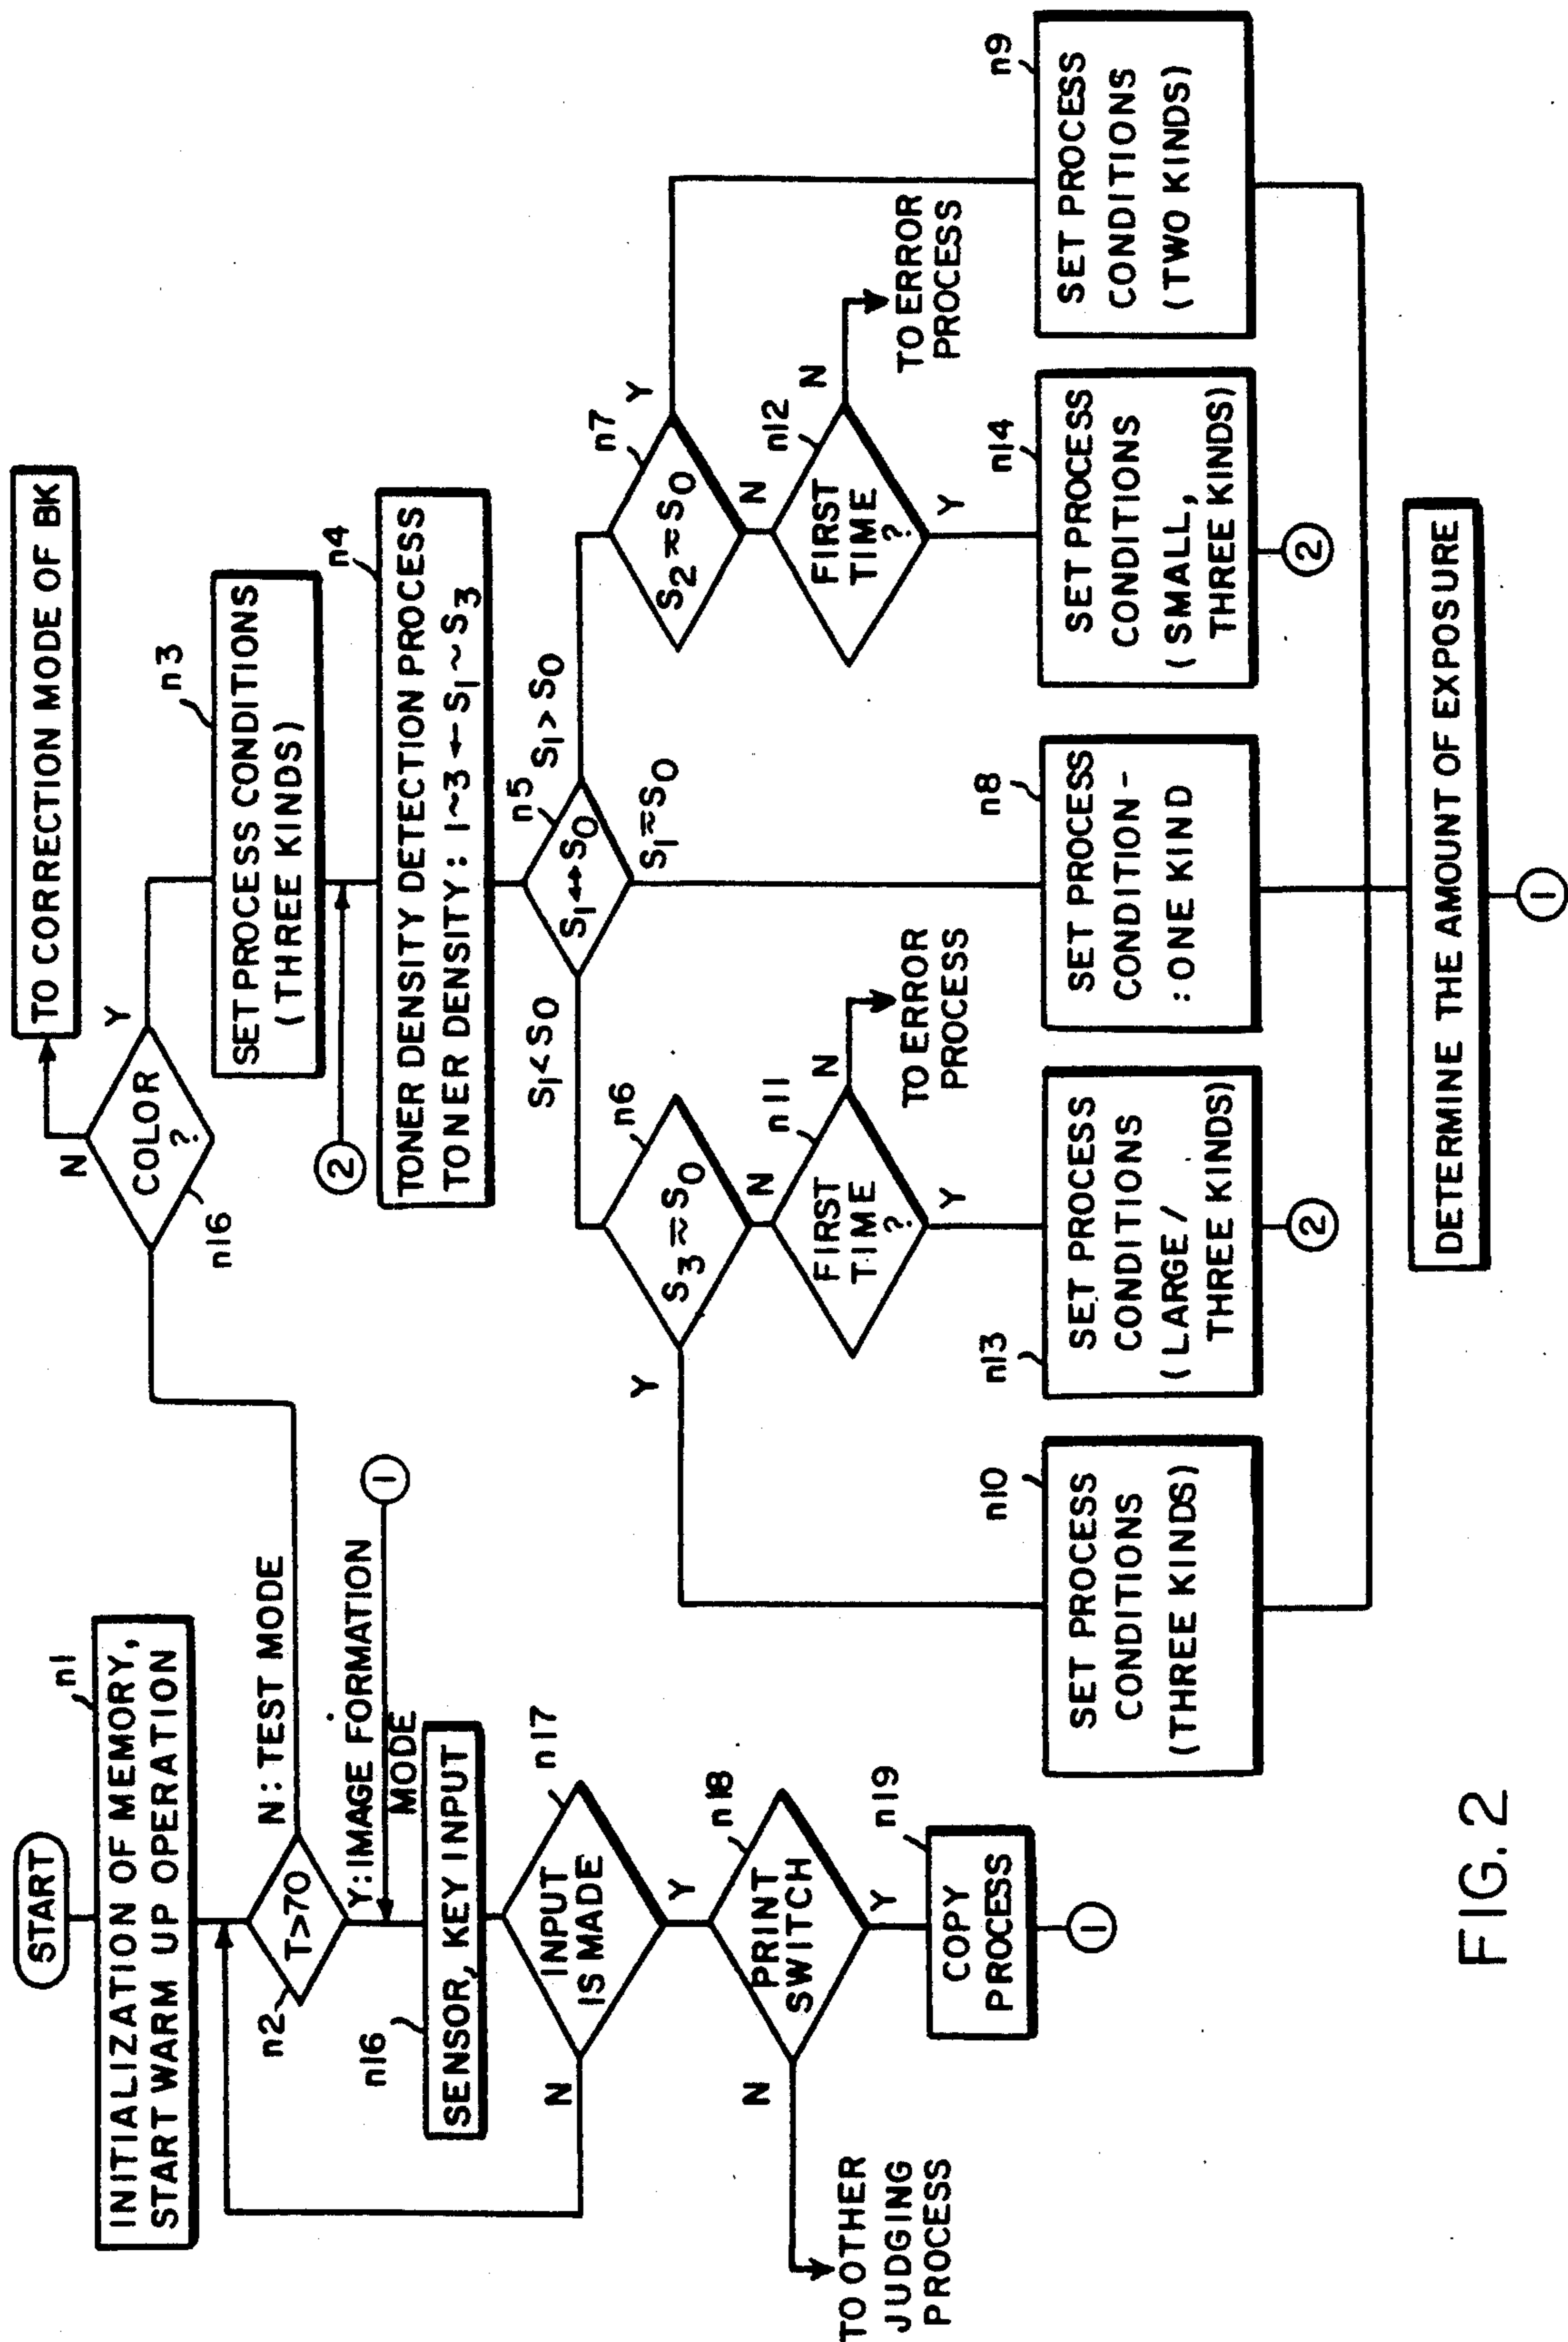 START
n1
INITIALIZATION OF MEMORY,
START WARM UP OPERATION
n2
T>70
N : TEST MODE
Y: IMAGE FORMATION
MODE
1
n16
SENSOR, KEY INPUT
n17
INPUT
IS MADE
N
Y
n18
PRINT
SWITCH
N
Y
TO OTHER
JUDGING
PROCESS
n19
COPY
PROCESS
1
TO CORRECTION MODE OF BK
N
Y
COLOR
?
n16
n3
SET PROCESS CONDITIONS
(THREE KINDS)
2
n4
TONER DENSITY DETECTION PROCESS
TONER DENSITY : 1~3 ← S1 ~ S3
n5
S1 ↔ S0
S1 < S0
S1 > S0
S1 ≈ S0
n6
S3 ≈ S0
Y
N
n11
FIRST
TIME
?
N
Y
TO ERROR
PROCESS
n7
S2 ≈ S0
Y
N
n12
FIRST
TIME
?
N
Y
TO ERROR
PROCESS
n10
SET PROCESS
CONDITIONS
(THREE KINDS)
n13
SET PROCESS
CONDITIONS
(LARGE/
THREE KINDS)
2
n8
SET PROCESS
CONDITION-
:ONE KIND
n14
SET PROCESS
CONDITIONS
(SMALL,
THREE KINDS)
2
n9
SET PROCESS
CONDITIONS
(TWO KINDS)
DETERMINE THE AMOUNT OF EXPOSURE
1
FIG. 2